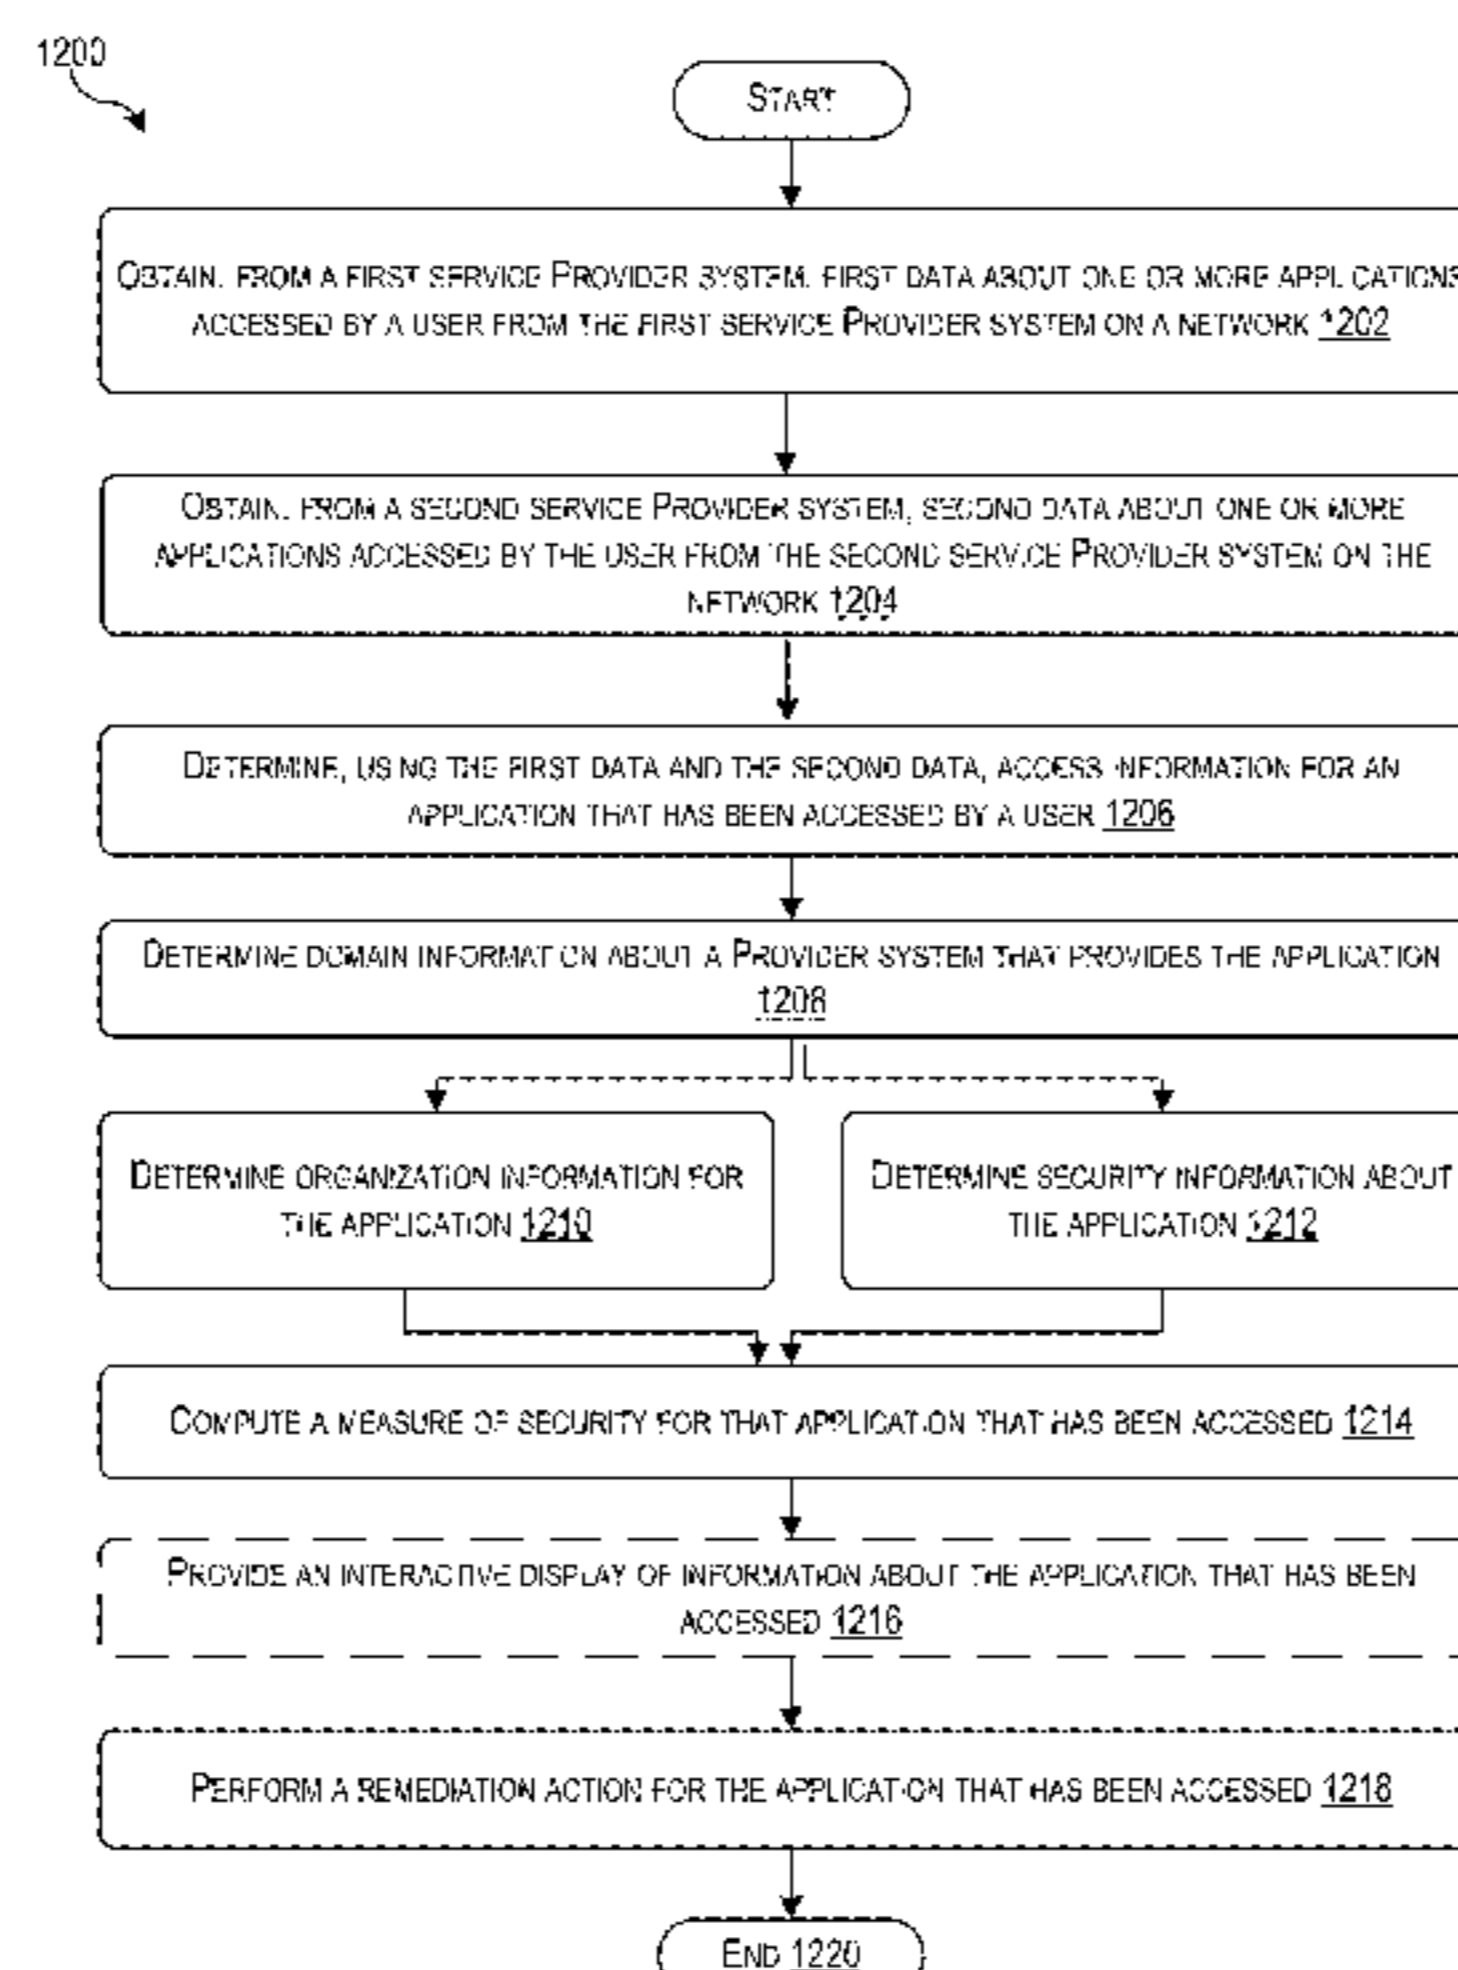 1200
START
OBTAIN, FROM A FIRST SERVICE PROVIDER SYSTEM, FIRST DATA ABOUT ONE OR MORE APPLICATIONS
ACCESSED BY A USER FROM THE FIRST SERVICE PROVIDER SYSTEM ON A NETWORK 1202
OBTAIN, FROM A SECOND SERVICE PROVIDER SYSTEM, SECOND DATA ABOUT ONE OR MORE
APPLICATIONS ACCESSED BY THE USER FROM THE SECOND SERVICE PROVIDER SYSTEM ON THE
NETWORK 1204
DETERMINE, USING THE FIRST DATA AND THE SECOND DATA, ACCESS INFORMATION FOR AN
APPLICATION THAT HAS BEEN ACCESSED BY A USER 1206
DETERMINE DOMAIN INFORMATION ABOUT A PROVIDER SYSTEM THAT PROVIDES THE APPLICATION
1208
DETERMINE ORGANIZATION INFORMATION FOR
THE APPLICATION 1210
DETERMINE SECURITY INFORMATION ABOUT
THE APPLICATION 1212
COMPUTE A MEASURE OF SECURITY FOR THAT APPLICATION THAT HAS BEEN ACCESSED 1214
PROVIDE AN INTERACTIVE DISPLAY OF INFORMATION ABOUT THE APPLICATION THAT HAS BEEN
ACCESSED 1216
PERFORM A REMEDIATION ACTION FOR THE APPLICATION THAT HAS BEEN ACCESSED 1218
END 1220